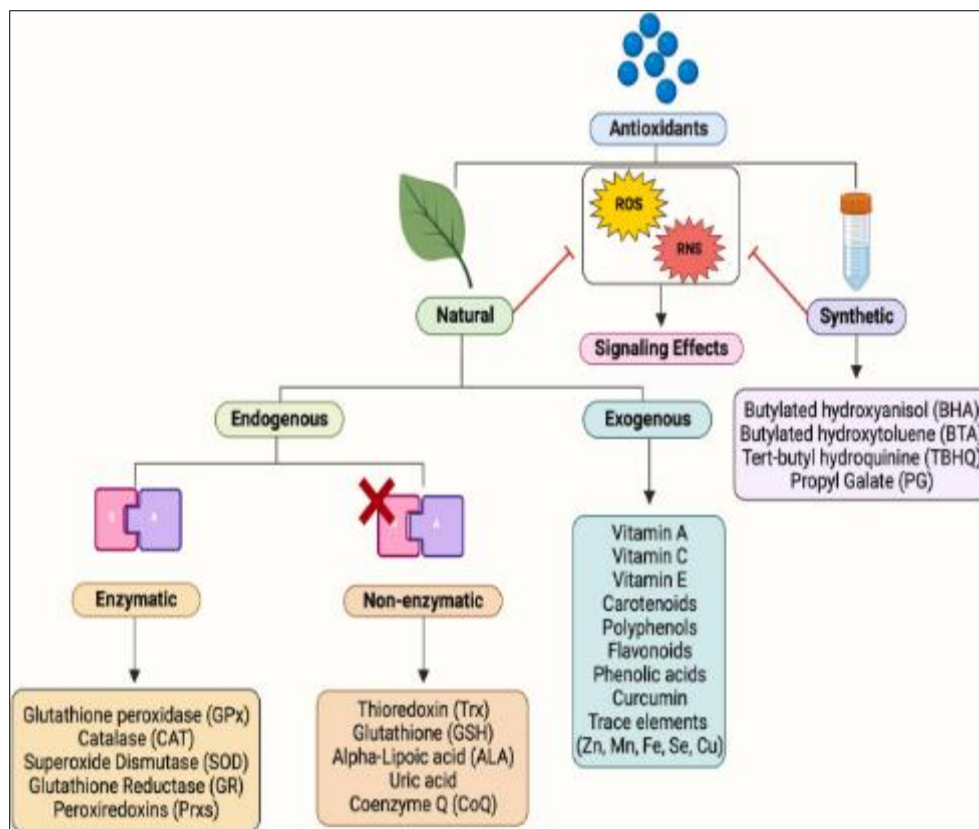 Antioxidants
ROS
RNS
Natural
Synthetic
Signaling Effects
Endogenous
Exogenous
Butylated hydroxyanisol (BHA)
Butylated hydroxytoluene (BTA)
Tert-butyl hydroquinine (TBHQ)
Propyl Galate (PG)
Enzymatic
Non-enzymatic
Vitamin A
Vitamin C
Vitamin E
Carotenoids
Polyphenols
Flavonoids
Phenolic acids
Curcumin
Trace elements
(Zn, Mn, Fe, Se, Cu)
Glutathione peroxidase (GPx)
Catalase (CAT)
Superoxide Dismutase (SOD)
Glutathione Reductase (GR)
Peroxiredoxins (Prxs)
Thioredoxin (Trx)
Glutathione (GSH)
Alpha-Lipoic acid (ALA)
Uric acid
Coenzyme Q (CoQ)